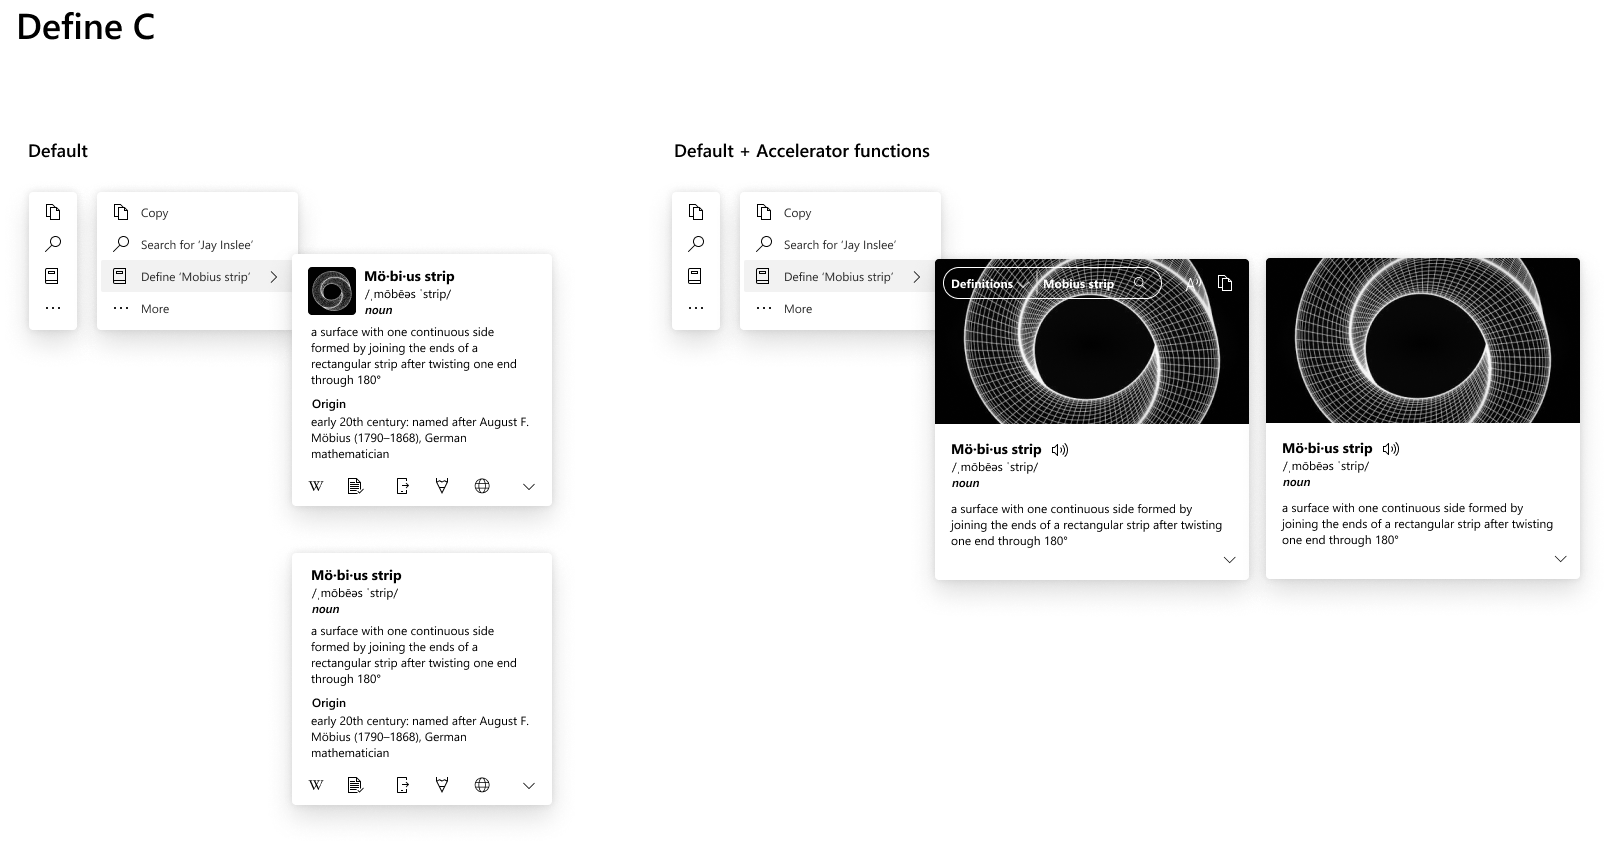 Define C
Default
Copy
Search for ‘Jay Inslee’
Define ‘Mobius strip’
More
Mö·bi·us strip
/ˌmōbēəs ˈstrip/
noun
a surface with one continuous side
formed by joining the ends of a
rectangular strip after twisting one end
through 180°
Origin
early 20th century: named after August F.
Möbius (1790–1868), German
mathematician
W
Mö·bi·us strip
/ˌmōbēəs ˈstrip/
noun
a surface with one continuous side
formed by joining the ends of a
rectangular strip after twisting one end
through 180°
Origin
early 20th century: named after August F.
Möbius (1790–1868), German
mathematician
W
Default + Accelerator functions
Copy
Search for ‘Jay Inslee’
Define ‘Mobius strip’
More
Definitions
Mobius strip
A
Mö·bi·us strip
/ˌmōbēəs ˈstrip/
noun
a surface with one continuous side formed by
joining the ends of a rectangular strip after twisting
one end through 180°
Mö·bi·us strip
/ˌmōbēəs ˈstrip/
noun
a surface with one continuous side formed by
joining the ends of a rectangular strip after twisting
one end through 180°